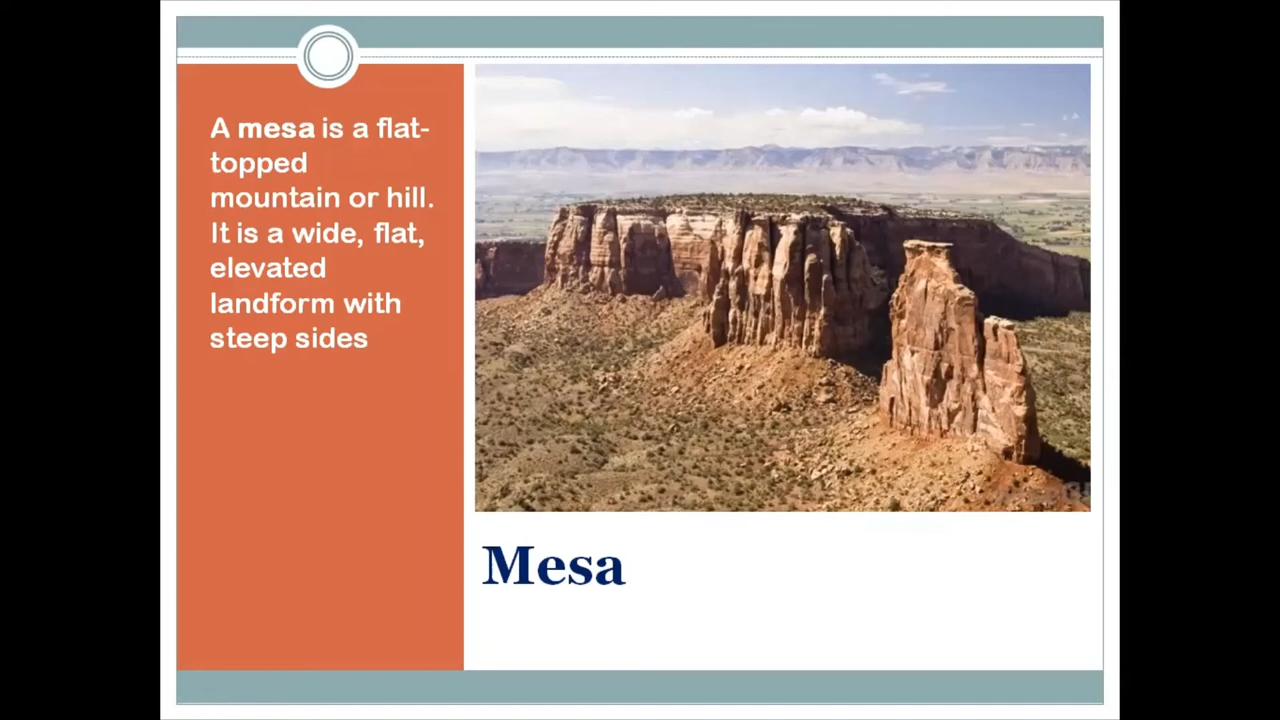 A mesa is a flat-
topped
mountain or hill.
It is a wide, flat,
elevated
landform with
steep sides
Mesa